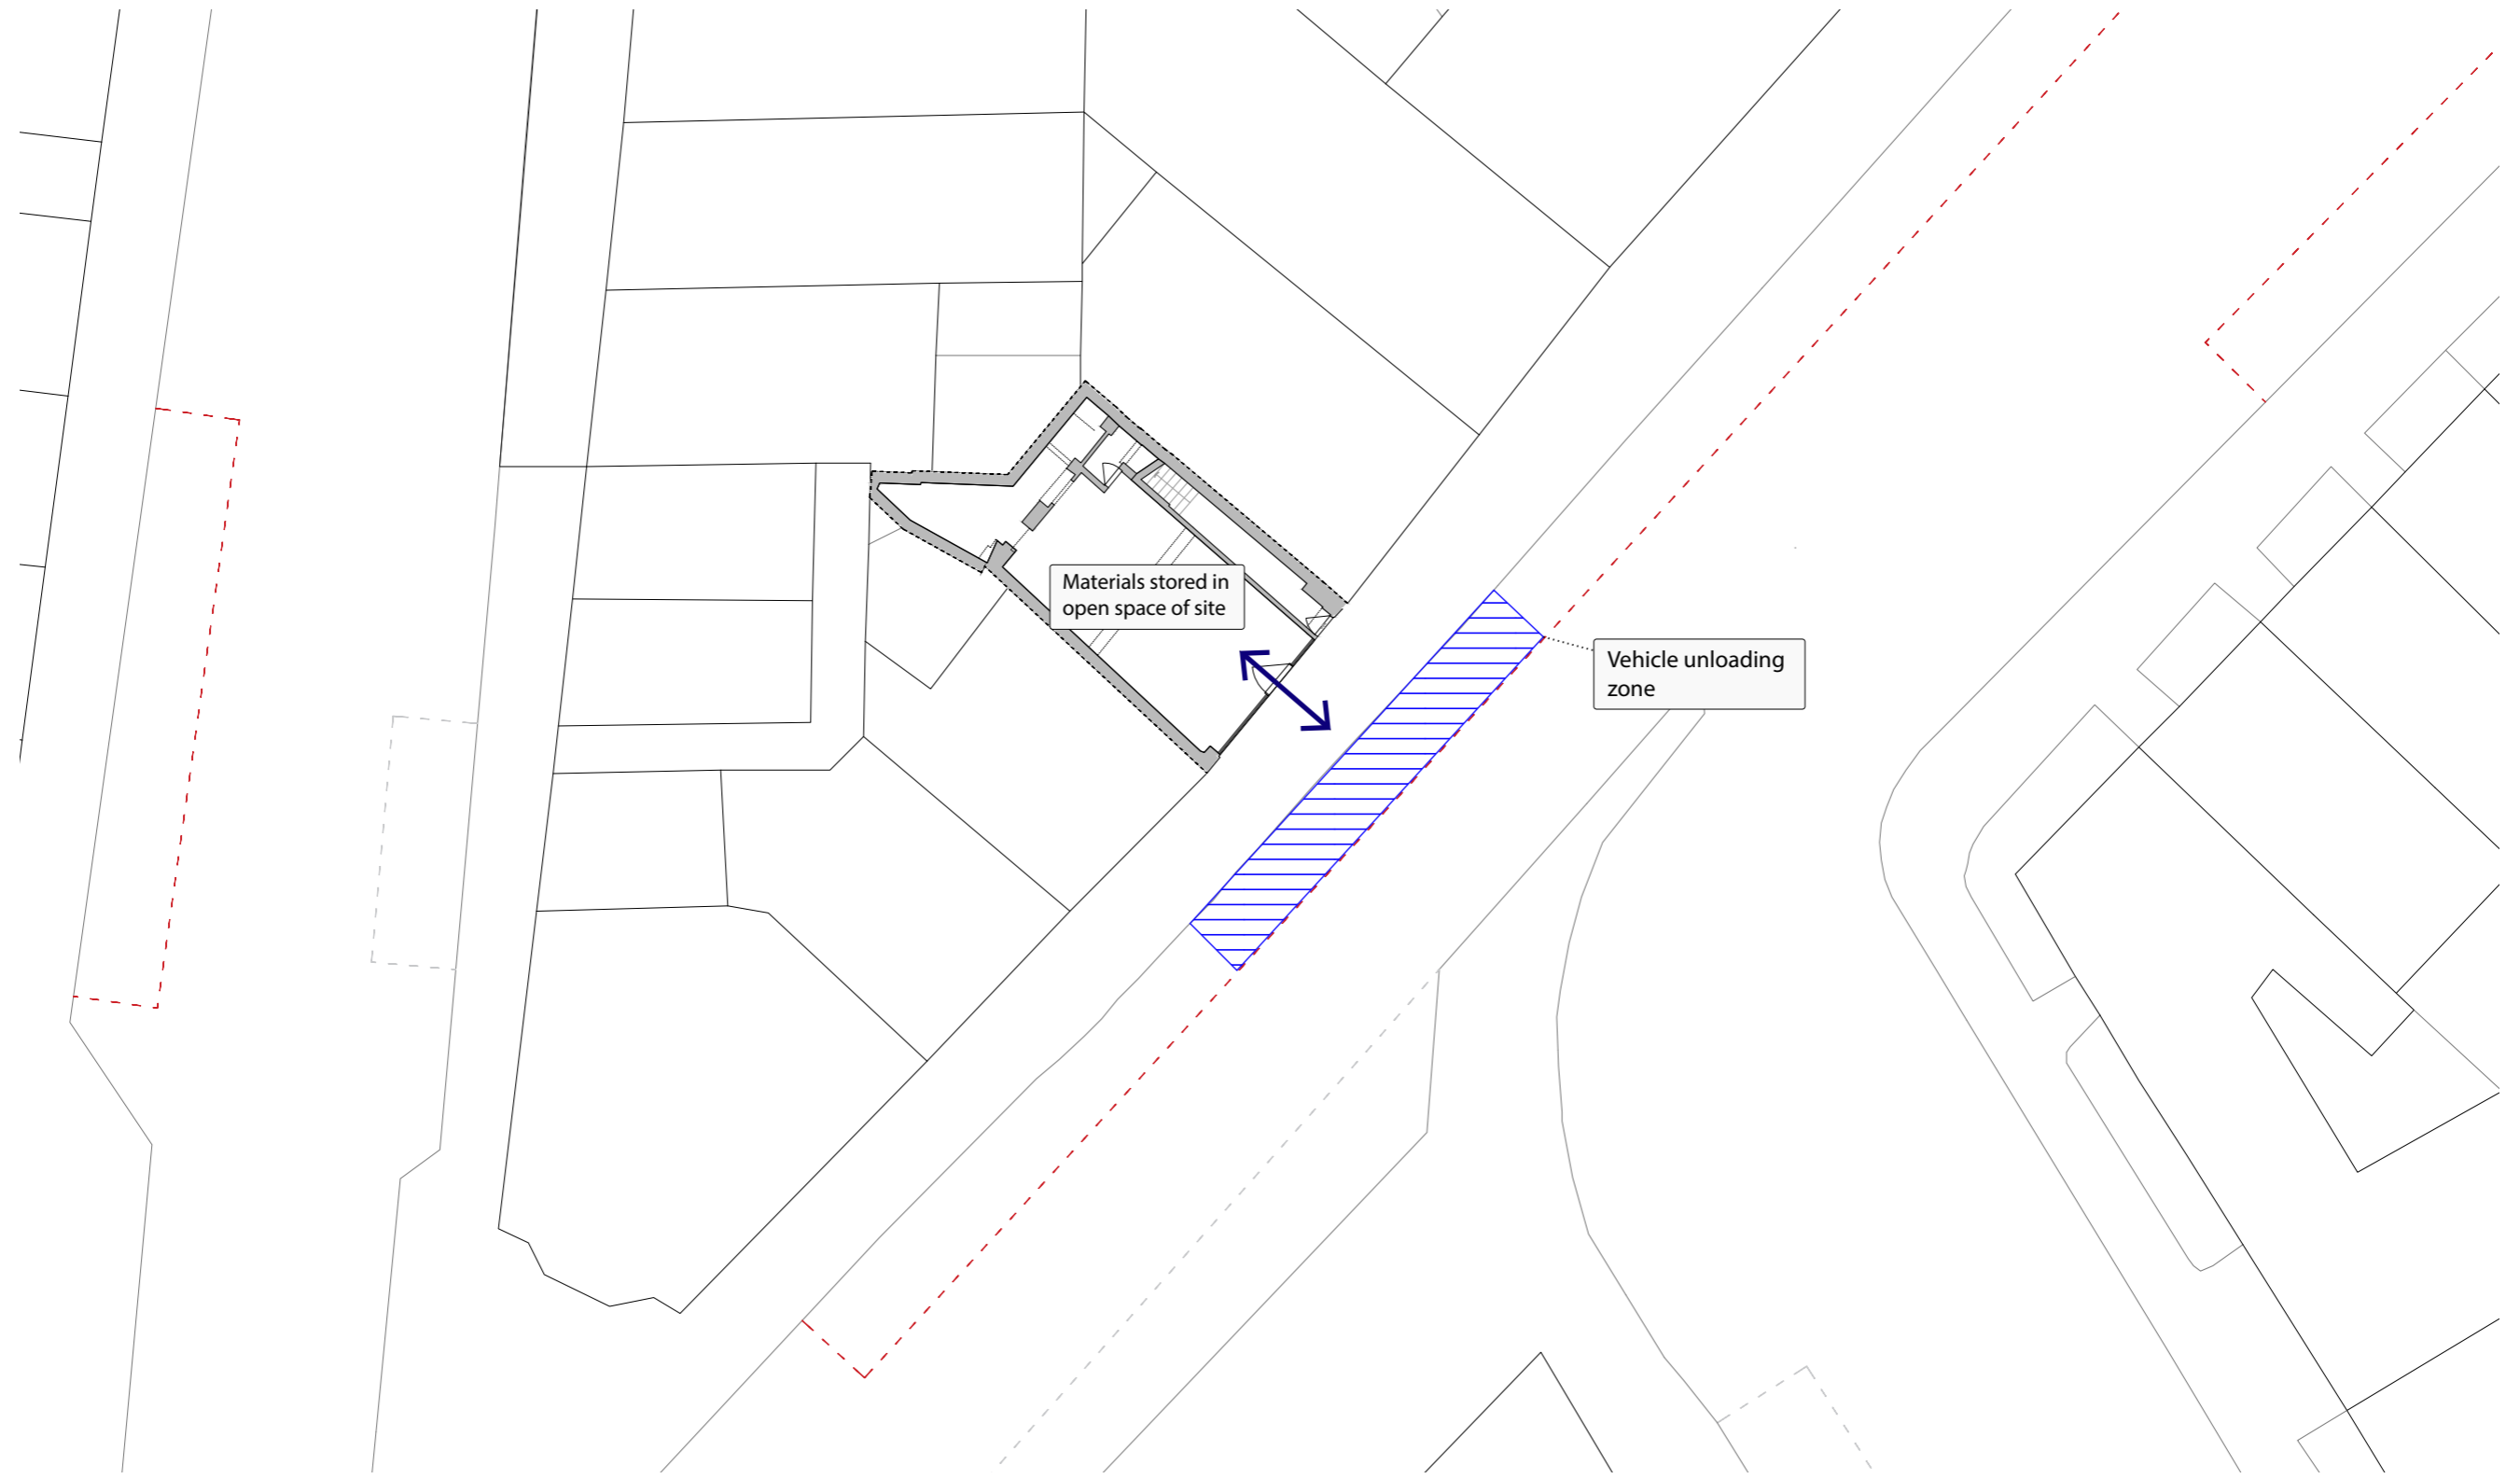 Materials stored in
open space of site
Vehicle unloading
zone